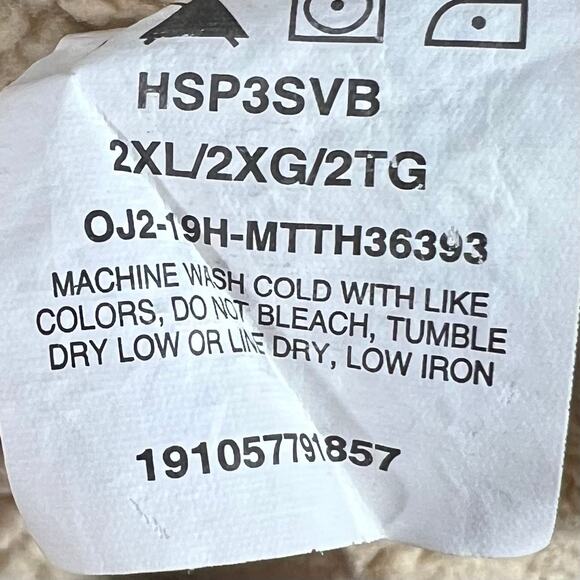 HSP3SVB
2XL/2XG/2TG
OJ2-19H-MTTH36393
MACHINE WASH COLD WITH LIKE
COLORS, DO NOT BLEACH, TUMBLE
DRY LOW OR LINE DRY, LOW IRON
191057791857